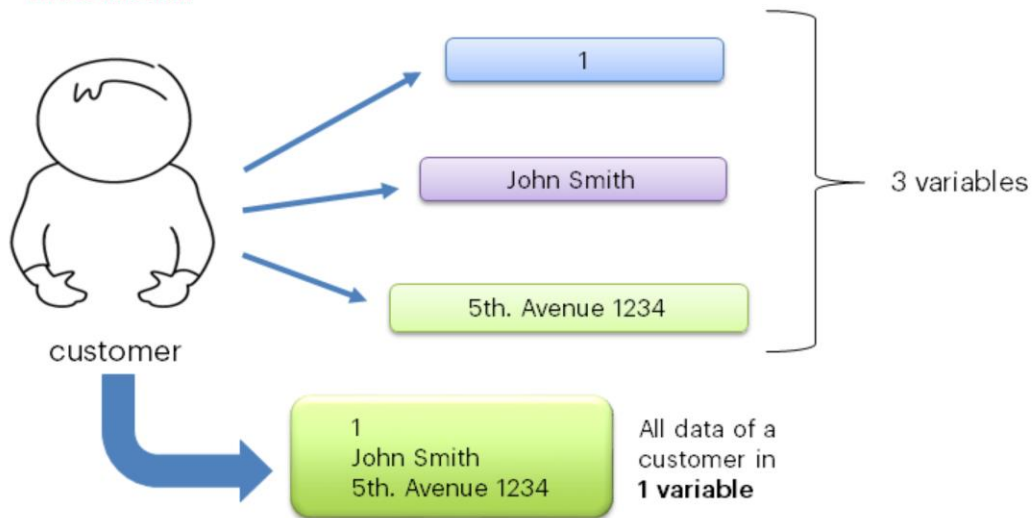 1
John Smith
3 variables
5th. Avenue 1234
customer
1
John Smith
5th. Avenue 1234
All data of a
customer in
1 variable